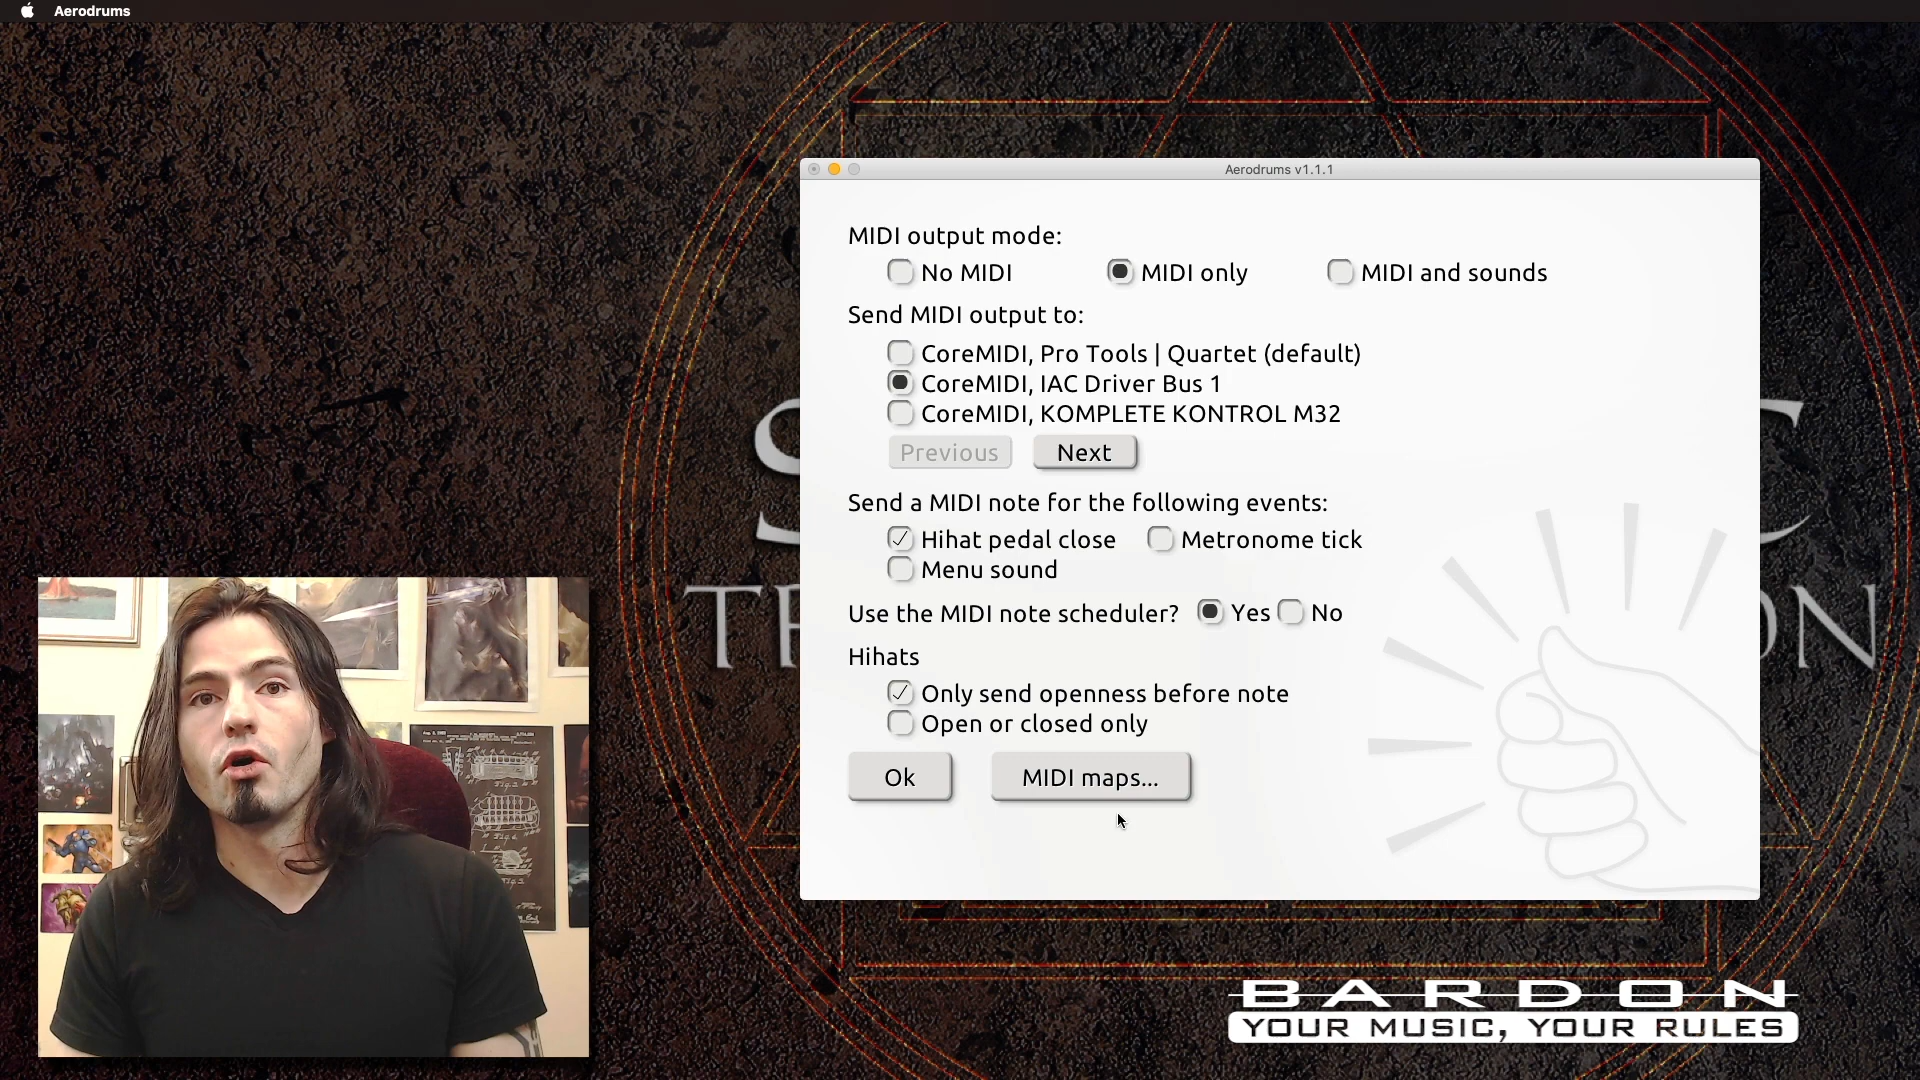 Aerodrums
Aerodrums v1.1.1
MIDI output mode:
No MIDI MIDI only MIDI and sounds
Send MIDI output to:
CoreMIDI, Pro Tools | Quartet (default)
CoreMIDI, IAC Driver Bus 1
CoreMIDI, KOMPLETE KONTROL M32
Previous Next
Send a MIDI note for the following events:
Hihat pedal close Metronome tick
Menu sound
Use the MIDI note scheduler? Yes No
Hihats
Only send openness before note
Open or closed only
Ok MIDI maps...
BARDON
YOUR MUSIC, YOUR RULES